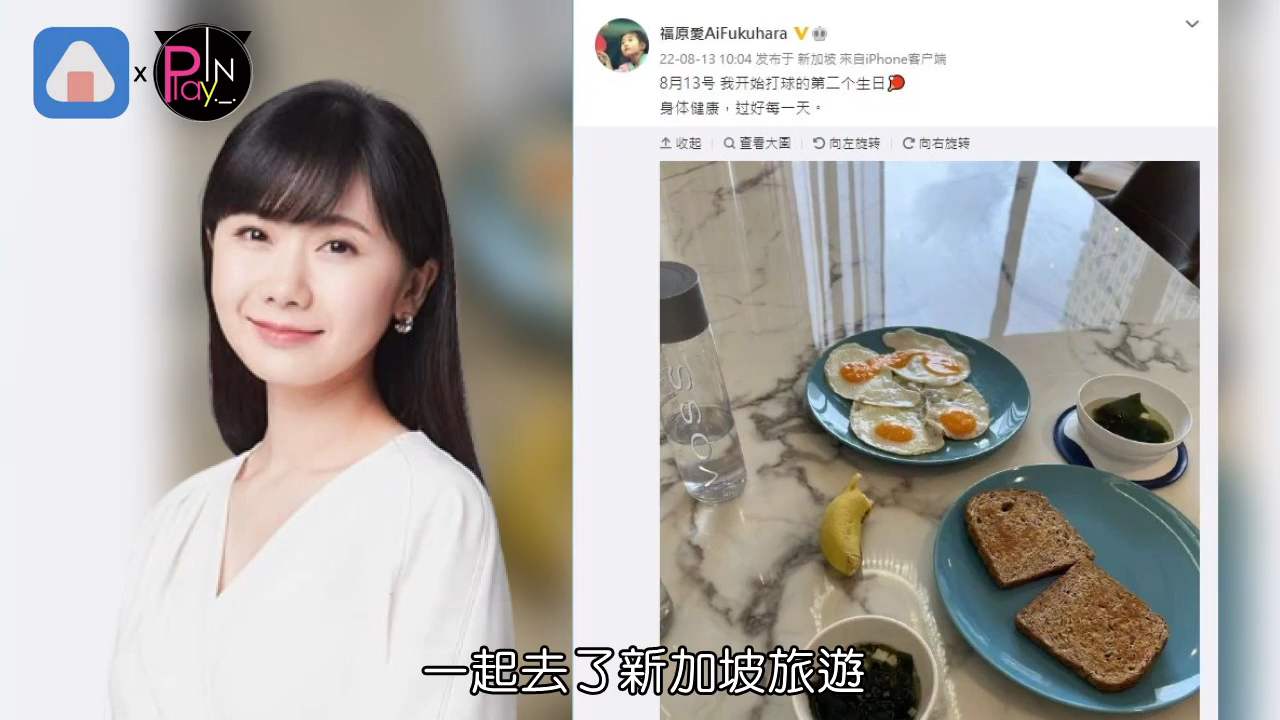 PlayIN
x
福原愛AiFukuhara
22-08-13 10:04 发布于 新加坡 来自iPhone客户端
8月13号 我开始打球的第二个生日
身体健康，过好每一天。
收起 查看大图 向左旋转 向右旋转
VOSS
一起去了新加坡旅遊